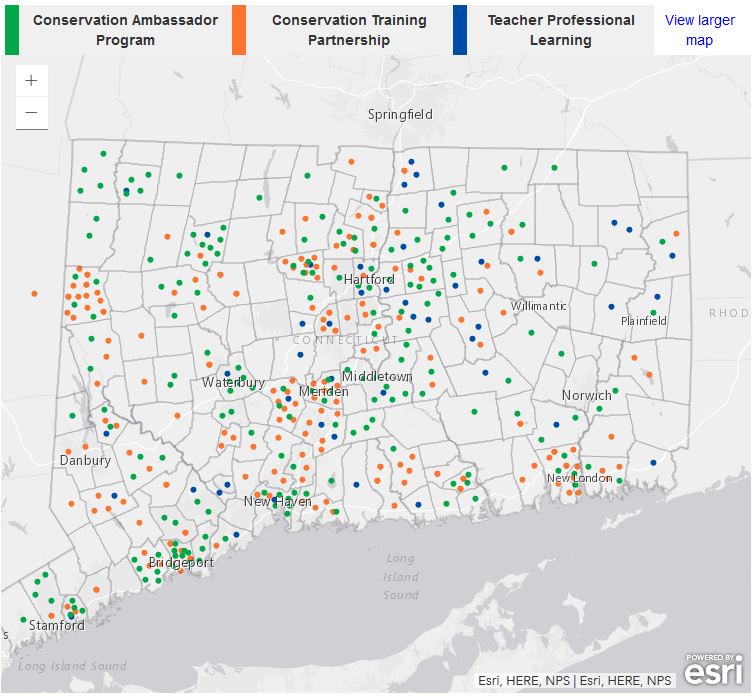 Conservation Ambassador
Program
Conservation Training
Partnership
Teacher Professional
Learning
View larger
map
+
−
Springfield
Hartford
Willimantic
Plainfield
RHOD
CONNECTICUT
Waterbury
Middletown
Meriden
Norwich
Danbury
New London
New Haven
Bridgeport
Long
Island
Sound
Stamford
s
Long Island Sound
Esri, HERE, NPS | Esri, HERE, NPS
POWERED BY
esri